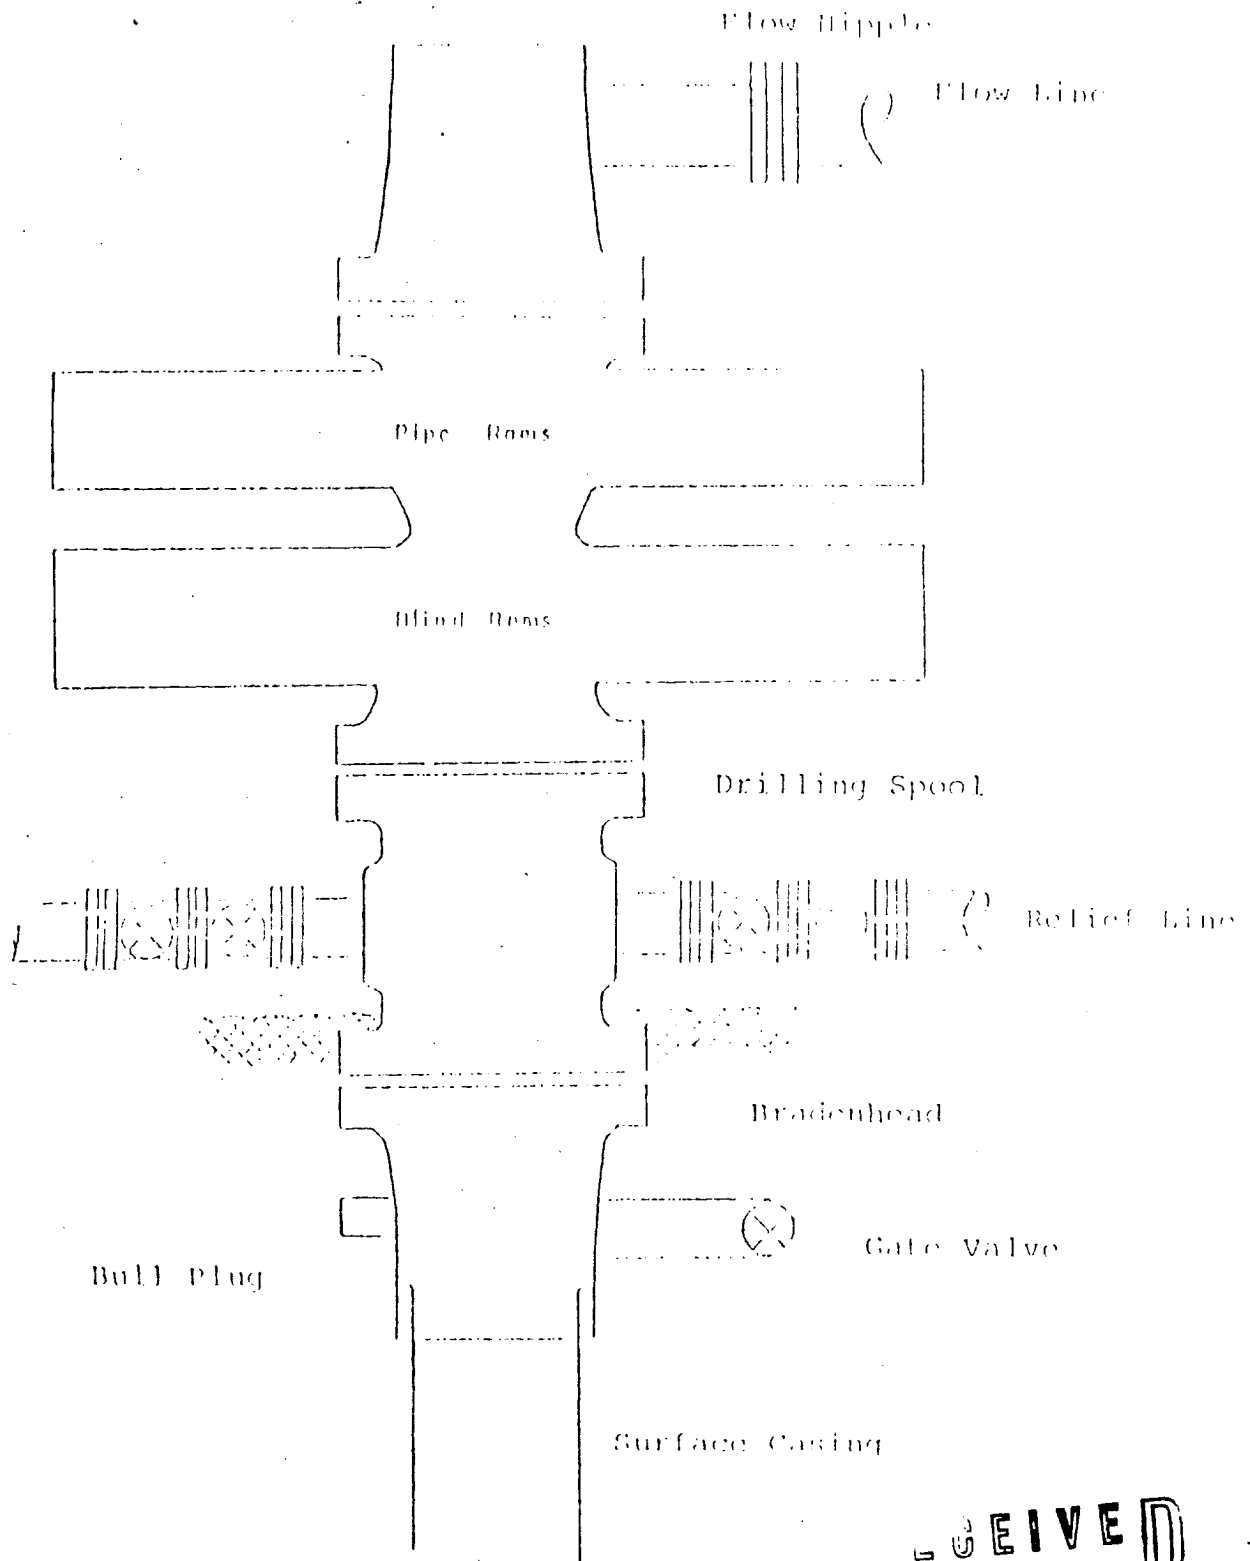 Flow Nipple
Flow Line
Pipe Rams
Blind Rams
Drilling Spool
Relief Line
Bradenhead
Gate Valve
Bull Plug
Surface Casing
ECEIVED